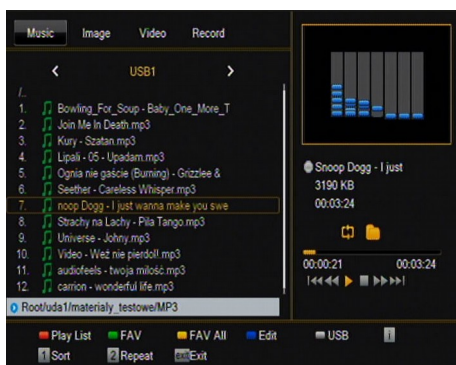 Music Image Video Record
USB1
/..
1. Bowling_For_Soup - Baby_One_More_T
2. Join Me In Death.mp3
3. Kury - Szatan.mp3
4. Lipali - 05 - Upadam.mp3
5. Ognia nie gaście (Burning) - Grizzlee &
6. Seether - Careless Whisper.mp3
7. noop Dogg - I just wanna make you swe
8. Strachy na Lachy - Pila Tango.mp3
9. Universe - Johny.mp3
10. Video - Weź nie pierdol!.mp3
11. audiofeels - twoja miłość.mp3
12. carrion - wonderful life.mp3
Root/uda1/materialy_testowe/MP3
Snoop Dogg - I just
3190 KB
00:03:24
00:00:21 00:03:24
Play List FAV FAV All Edit USB i
1 Sort 2 Repeat exit Exit